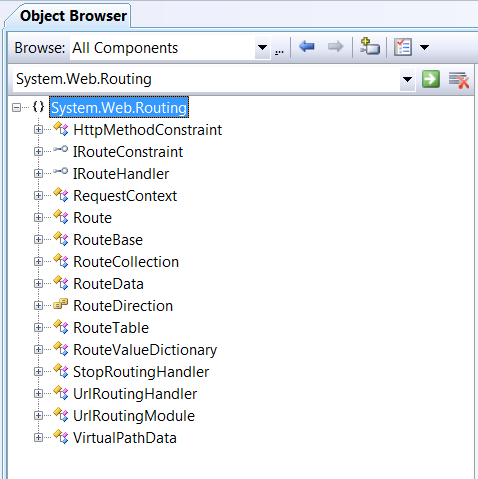 Object Browser
Browse: All Components ...
System.Web.Routing
{} System.Web.Routing
HttpMethodConstraint
IRouteConstraint
IRouteHandler
RequestContext
Route
RouteBase
RouteCollection
RouteData
RouteDirection
RouteTable
RouteValueDictionary
StopRoutingHandler
UrlRoutingHandler
UrlRoutingModule
VirtualPathData